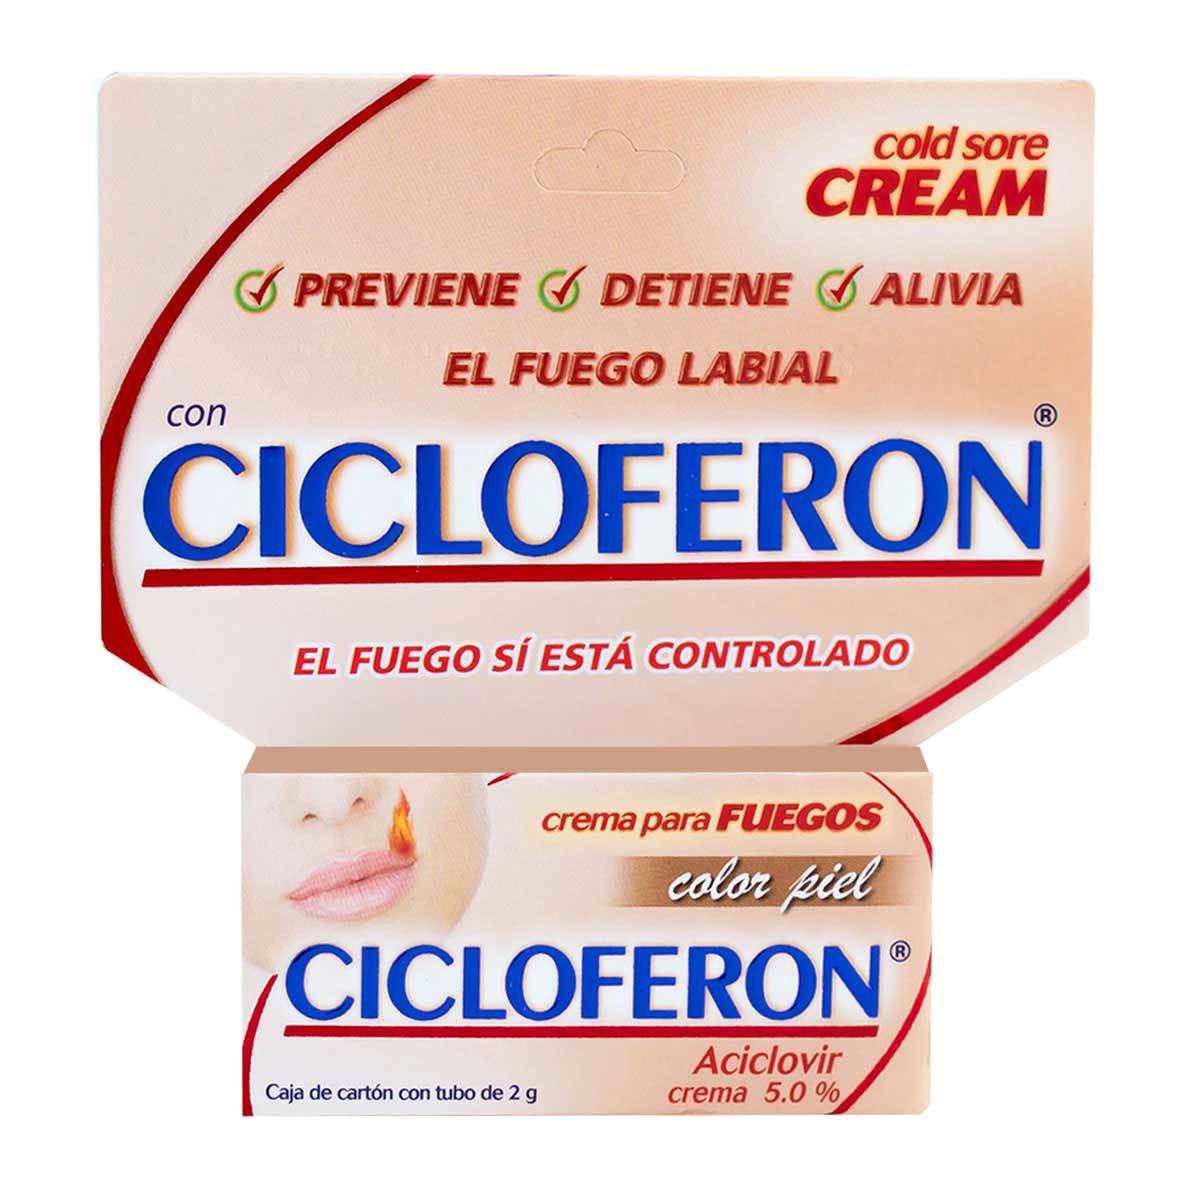 cold sore
CREAM
PREVIENE DETIENE ALIVIA
EL FUEGO LABIAL
con
CICLOFERON®
EL FUEGO SÍ ESTÁ CONTROLADO
crema para FUEGOS
color piel
CICLOFERON®
Aciclovir
Caja de cartón con tubo de 2 g crema 5.0 %